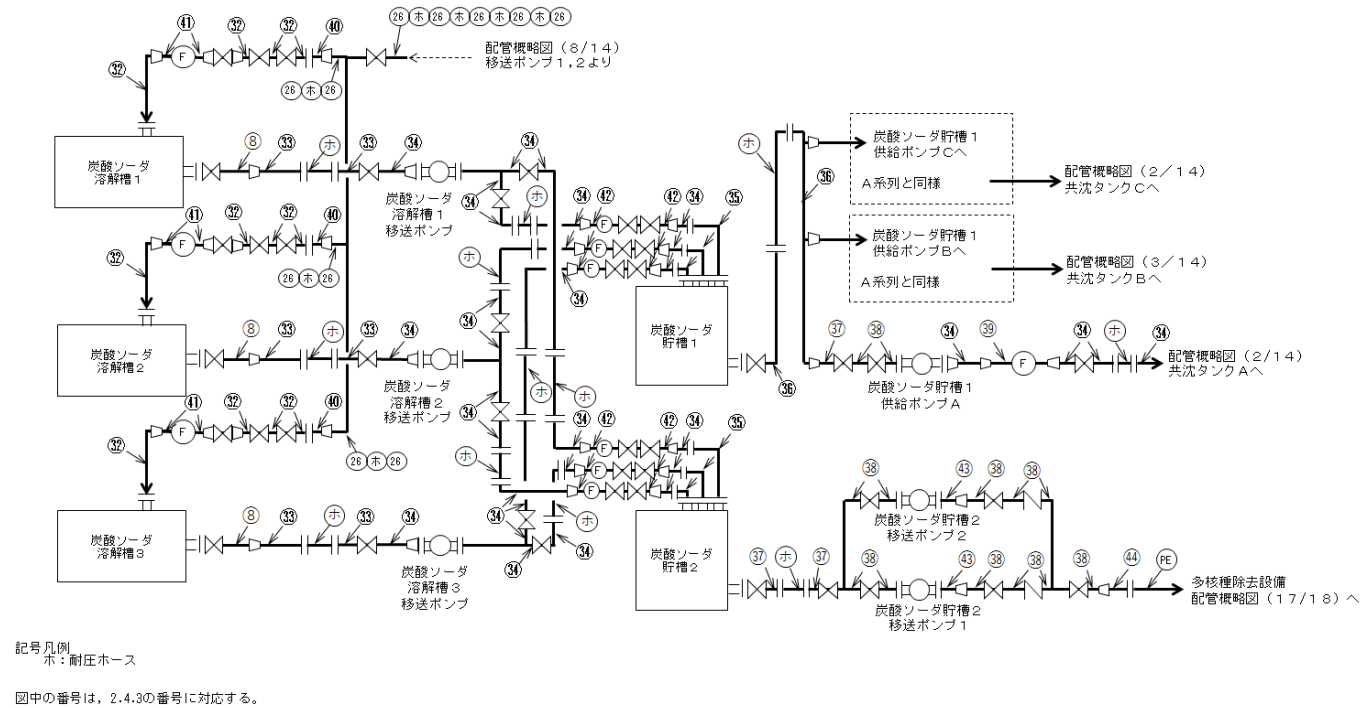 ㊶ ㉜ ㉜ ㊵
26 ホ 26 ホ 26 ホ 26 ホ 26
配管概略図（8/14）
移送ポンプ1,2より
F
㉜
26 ホ 26
炭酸ソーダ
溶解槽1
⑧ ㉝ ホ ㉝ ㉞ ㉞
炭酸ソーダ
溶解槽1
移送ポンプ
㉞ ホ
㊶ ㉜ ㉜ ㊵
F
㉜
26 ホ 26
炭酸ソーダ
溶解槽2
⑧ ㉝ ホ ㉝ ㉞
炭酸ソーダ
溶解槽2
移送ポンプ
㊶ ㉜ ㉜ ㊵
F
㉜
26 ホ 26
炭酸ソーダ
溶解槽3
⑧ ㉝ ホ ㉝ ㉞
炭酸ソーダ
溶解槽3
移送ポンプ
ホ
㉞
㉞
ホ
ホ ホ
㉞ ㉞ ホ
㉞
㉞ ㊷ ㊷ ㉞ ㉟
F
F
F
㉞
炭酸ソーダ
貯槽1
㊱
㉞ ㊷ ㊷ ㉞ ㉟
F
F
F
炭酸ソーダ
貯槽2
ホ
㊱
炭酸ソーダ貯槽1
供給ポンプCへ
A系列と同様
配管概略図（2／14）
共沈タンクCへ
炭酸ソーダ貯槽1
供給ポンプBへ
A系列と同様
配管概略図（3／14）
共沈タンクBへ
㊲ ㊳ ㉞ ㊴ F ㉞ ホ ㉞
炭酸ソーダ貯槽1
供給ポンプA
配管概略図（2/14）
共沈タンクAへ
㊳ ㊸ ㊳ ㊳
炭酸ソーダ貯槽2
移送ポンプ2
㊲ ホ ㊲ ㊳ ㊸ ㊳ ㊳ ㊳ ㊹ PE
炭酸ソーダ貯槽2
移送ポンプ1
多核種除去設備
配管概略図（17/18）へ
記号凡例
ホ：耐圧ホース
図中の番号は，2.4.3の番号に対応する。